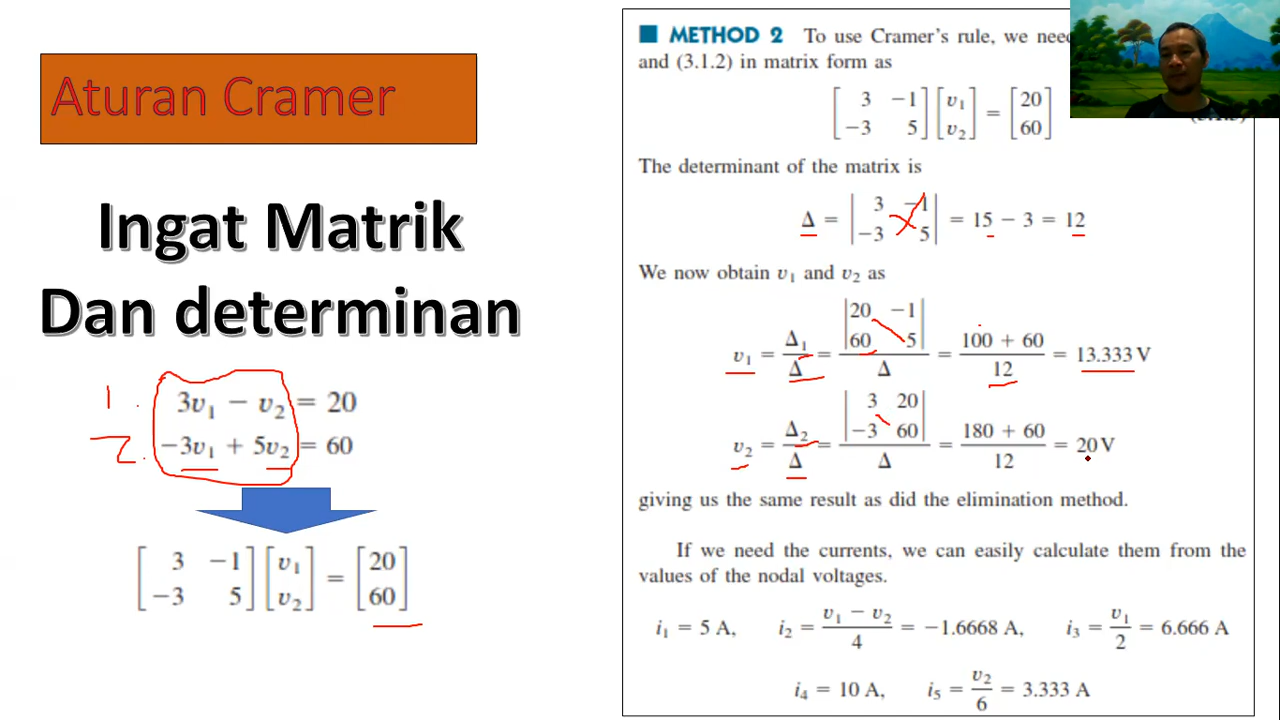 Aturan Cramer
Ingat Matrik
Dan determinan
1. 3v₁ − v₂ = 20
2. −3v₁ + 5v₂ = 60
[ 3 −1 ] [ v₁ ] = [ 20 ]
[ −3 5 ] [ v₂ ] [ 60 ]
METHOD 2 To use Cramer's rule, we need
and (3.1.2) in matrix form as
[ 3 −1 ] [ v₁ ] = [ 20 ]
[ −3 5 ] [ v₂ ] [ 60 ]
The determinant of the matrix is
Δ = | 3 −1 | = 15 − 3 = 12
| −3 5 |
We now obtain v₁ and v₂ as
| 20 −1 |
| 60 5 |
v₁ = Δ₁/Δ = / Δ = (100 + 60)/12 = 13.333 V
| 3 20 |
| −3 60 |
v₂ = Δ₂/Δ = / Δ = (180 + 60)/12 = 20 V
giving us the same result as did the elimination method.
If we need the currents, we can easily calculate them from the
values of the nodal voltages.
i₁ = 5 A, i₂ = (v₁ − v₂)/4 = −1.6668 A, i₃ = v₁/2 = 6.666 A
i₄ = 10 A, i₅ = v₂/6 = 3.333 A